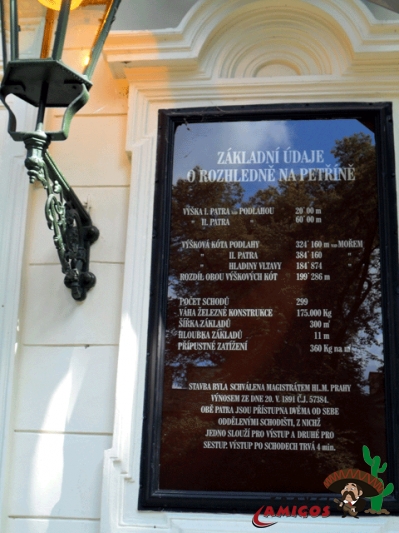 ZÁKLADNÍ ÚDAJE
O ROZHLEDNĚ NA PETŘÍNĚ
VÝŠKA I. PATRA NAD PODLAHOU 20˙00 m
" II. PATRA " 60˙00 m
VÝŠKOVÁ KÓTA PODLAHY 324˙160 m NAD MOŘEM
" II. PATRA 384˙160 "
" HLADINY VLTAVY 184˙874 "
ROZDÍL OBOU VÝŠKOVÝCH KÓT 199˙286 m
POČET SCHODŮ 299
VÁHA ŽELEZNÉ KONSTRUKCE 175.000 Kg
ŠÍŘKA ZÁKLADŮ 300 m²
HLOUBKA ZÁKLADŮ 11 m
PŘÍPUSTNÉ ZATÍŽENÍ 360 Kg na m²
STAVBA BYLA SCHVÁLENA MAGISTRÁTEM HL. M. PRAHY
VÝNOSEM ZE DNE 20. V. 1891 Č.J. 57384.
OBĚ PATRA JSOU PŘÍSTUPNA DVĚMA OD SEBE
ODDĚLENÝMI SCHODIŠTI, Z NICHŽ
JEDNO SLOUŽÍ PRO VÝSTUP A DRUHÉ PRO
SESTUP. VÝSTUP PO SCHODECH TRVÁ 4 min.
CAMIGOS